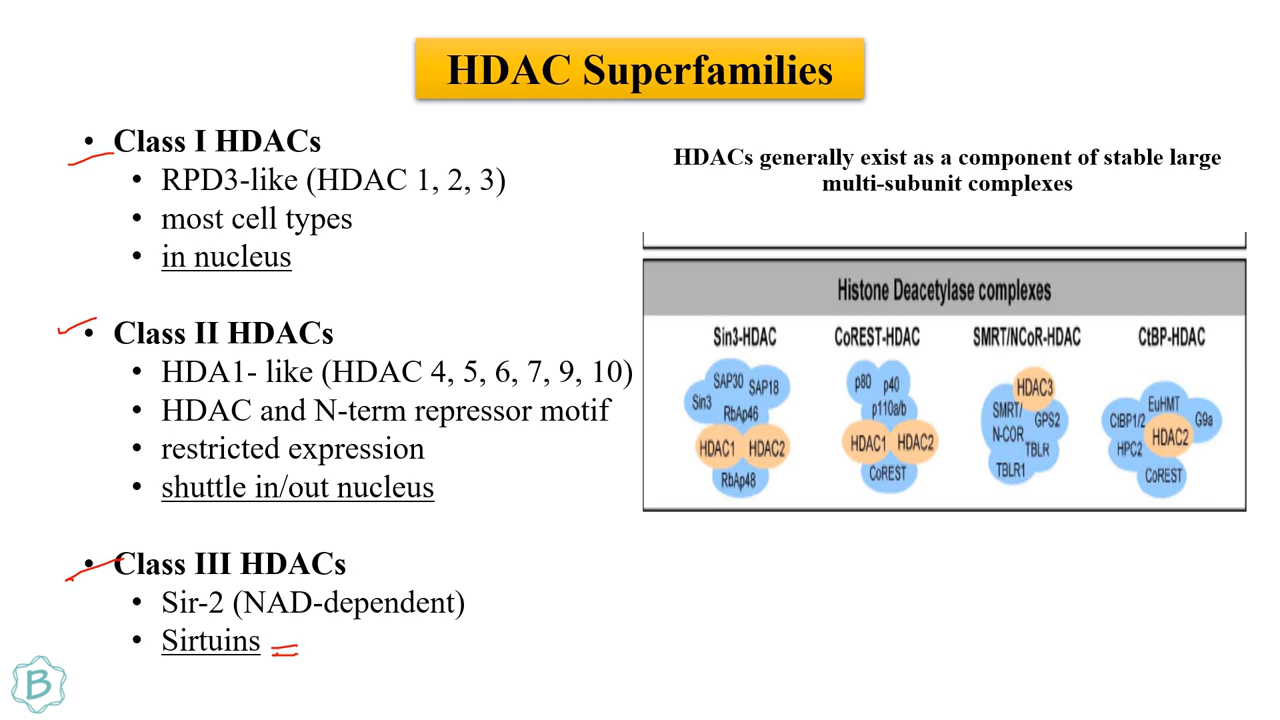 HDAC Superfamilies
• Class I HDACs
• RPD3-like (HDAC 1, 2, 3)
• most cell types
• in nucleus
• Class II HDACs
• HDA1- like (HDAC 4, 5, 6, 7, 9, 10)
• HDAC and N-term repressor motif
• restricted expression
• shuttle in/out nucleus
• Class III HDACs
• Sir-2 (NAD-dependent)
• Sirtuins
HDACs generally exist as a component of stable large
multi-subunit complexes
Histone Deacetylase complexes
Sin3-HDAC
SAP30 SAP18
Sin3
RbAp46
HDAC1 HDAC2
RbAp48
CoREST-HDAC
p80 p40
p110a/b
HDAC1 HDAC2
CoREST
SMRT/NCoR-HDAC
HDAC3
SMRT/
N-COR
GPS2
TBLR
TBLR1
CtBP-HDAC
EuHMT
CtBP1/2
G9a
HDAC2
HPC2
CoREST
B